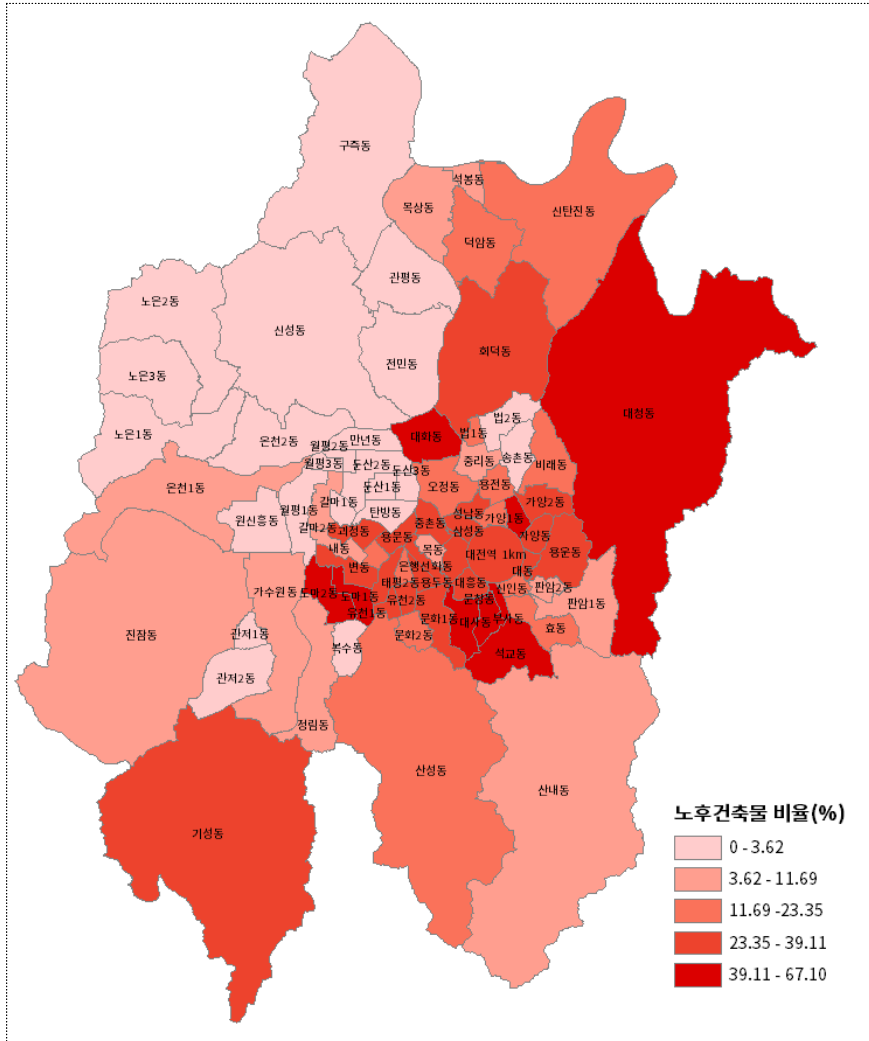 구즉동
석봉동
목상동
신탄진동
덕암동
관평동
노은2동
신성동
회덕동
전민동
노은3동
대청동
법2동
노은1동
대화동
법1동
만년동
온천2동
월평2동
송촌동
중리동
비래동
월평3동
둔산2동
둔산3동
온천1동
둔산1동
오정동
용전동
갈마1동
가양2동
월평1동
탄방동
성남동
가양1동
원신흥동
중촌동
갈마2동
괴정동
삼성동
용문동
가양동
내동
목동
대전역 1km
용운동
변동
은행선화동
대동
태평2동
용두동
대흥동
신인동
판암2동
가수원동
도마2동
도마1동
유천2동
문창동
판암1동
유천1동
문화1동
대사동
부사동
진잠동
관저1동
문화2동
효동
복수동
석교동
관저2동
정림동
산성동
산내동
기성동
노후건축물 비율(%)
0 - 3.62
3.62 - 11.69
11.69 -23.35
23.35 - 39.11
39.11 - 67.10